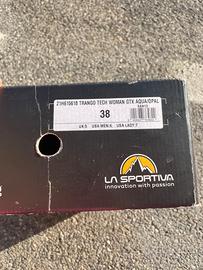 21H615618 TRANGO TECH WOMAN GTX AQUA/OPAL
38
UK 5 USA MEN 6 USA LADY 7
LA SPORTIVA
innovation with passion